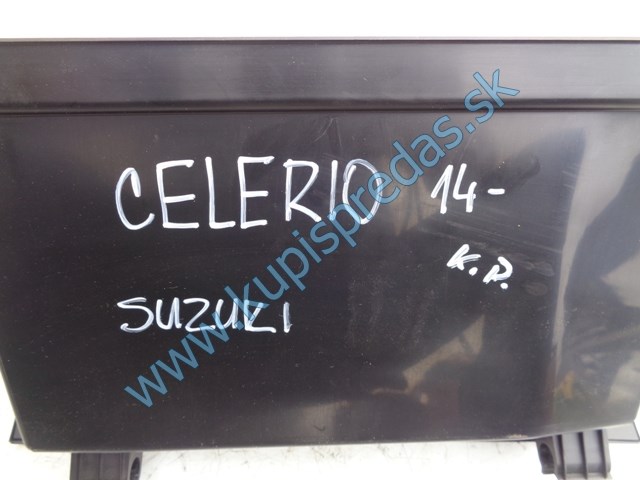 CELERIO 14-
K.P.
SUZUKI
www.kupispredas.sk